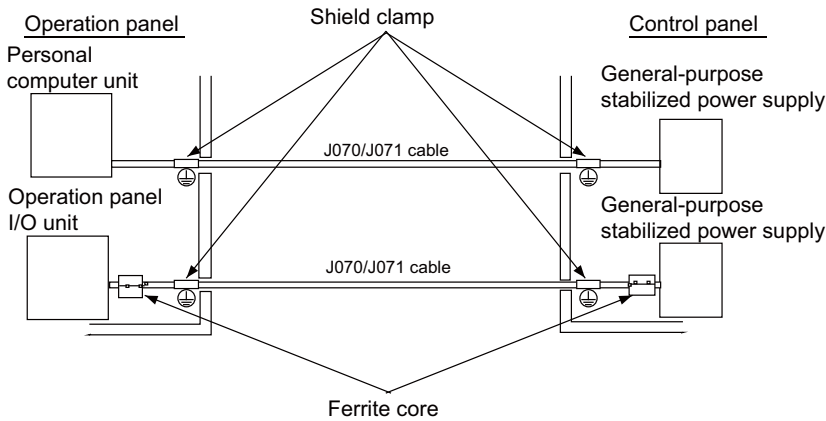 Operation panel
Shield clamp
Control panel
Personal
computer unit
General-purpose
stabilized power supply
J070/J071 cable
Operation panel
I/O unit
General-purpose
stabilized power supply
J070/J071 cable
Ferrite core